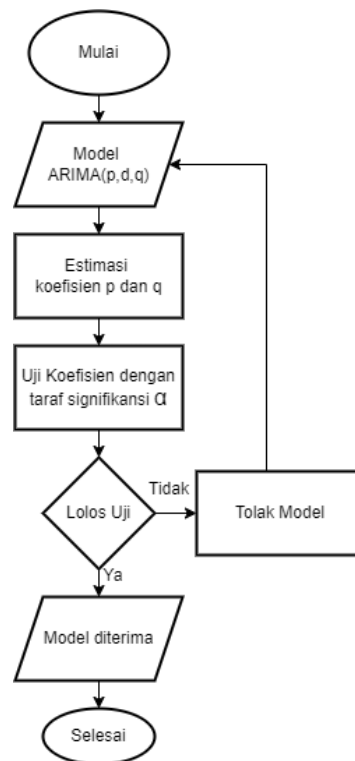 Mulai
Model
ARIMA(p,d,q)
Estimasi
koefisien p dan q
Uji Koefisien dengan
taraf signifikansi α
Lolos Uji
Tidak
Tolak Model
Ya
Model diterima
Selesai